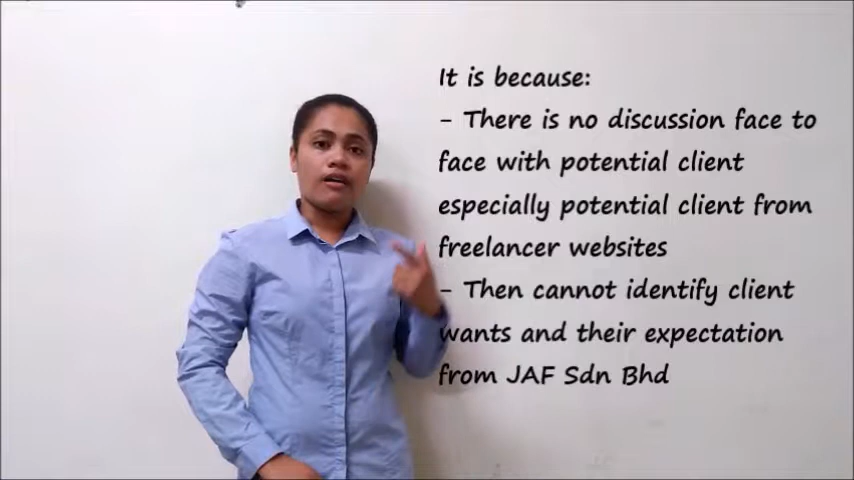 It is because:
- There is no discussion face to
face with potential client
especially potential client from
freelancer websites
- Then cannot identify client
wants and their expectation
from JAF Sdn Bhd